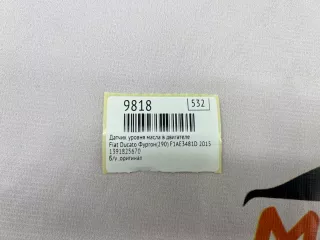 9818
532
Датчик уровня масла в двигателе
Fiat Ducato Фургон(290) F1AE3481D 2015
1391825670
Б/у, оригинал
М